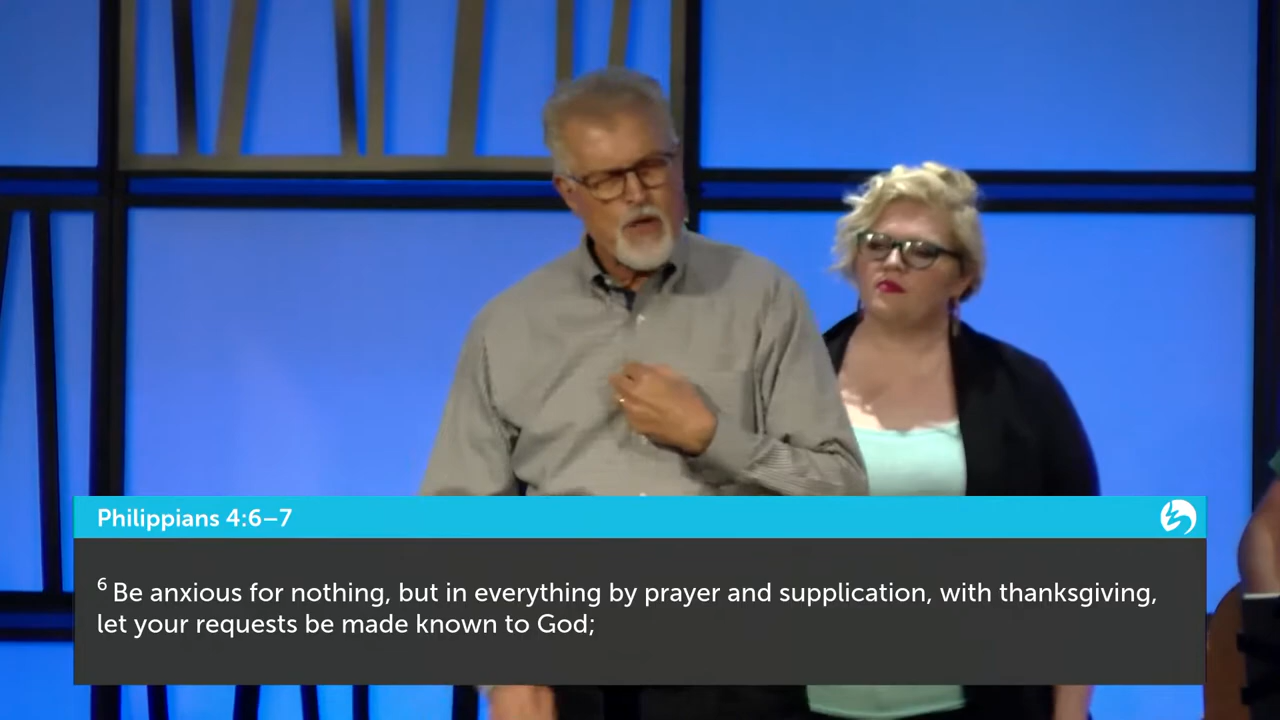 Philippians 4:6–7
6 Be anxious for nothing, but in everything by prayer and supplication, with thanksgiving,
let your requests be made known to God;